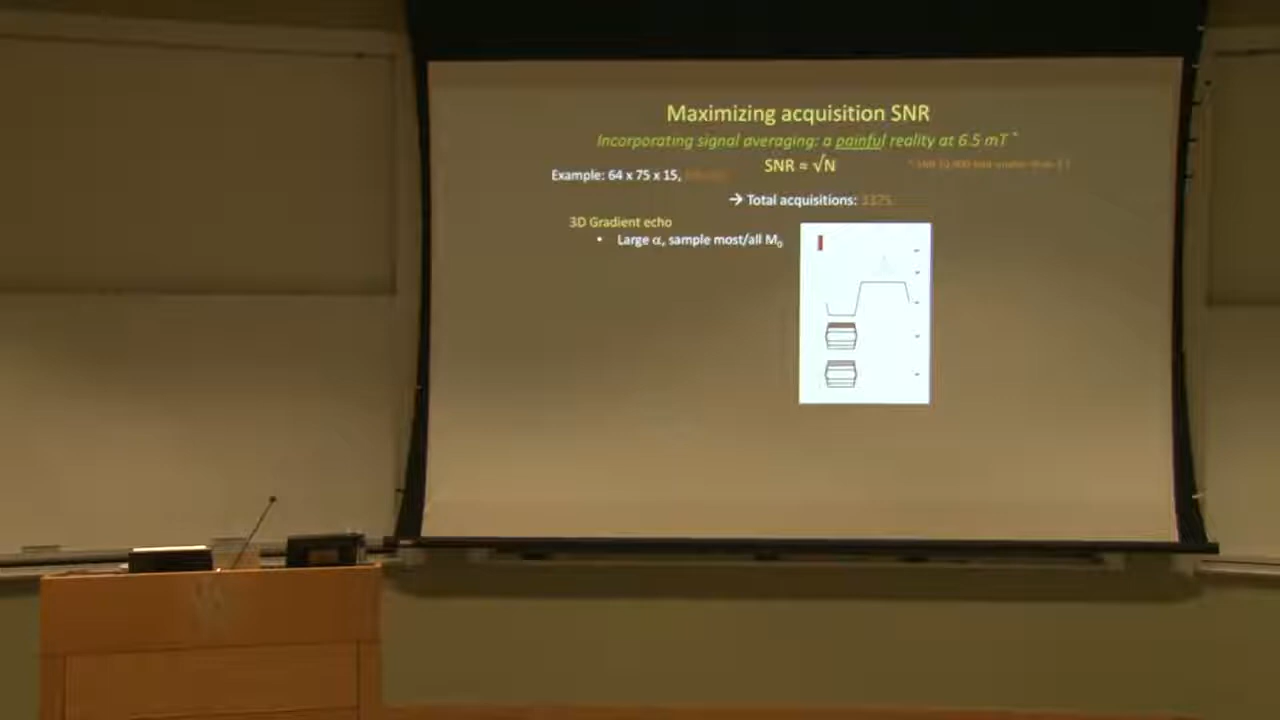 Maximizing acquisition SNR
Incorporating signal averaging: a painful reality at 6.5 mT *
SNR ≈ √N
Example: 64 x 75 x 15,
→ Total acquisitions: 3375
3D Gradient echo
• Large α, sample most/all M0